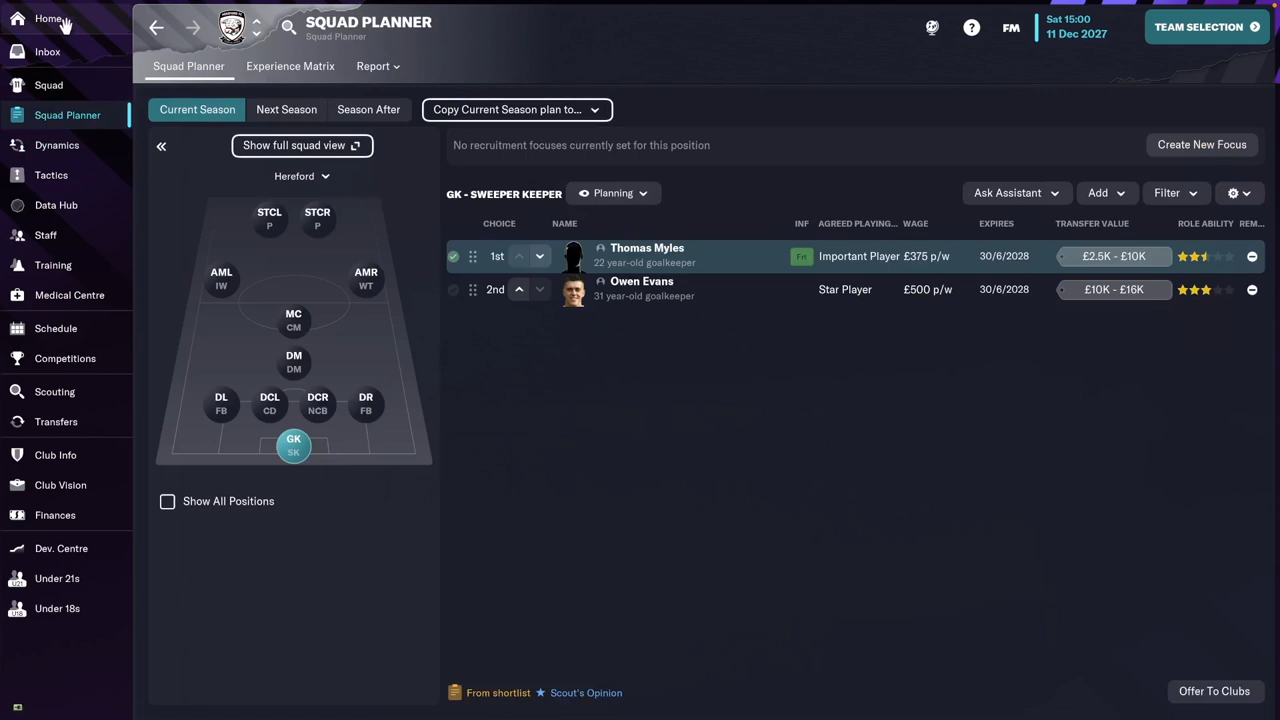 Home
Inbox
Squad
Squad Planner
Dynamics
Tactics
Data Hub
Staff
Training
Medical Centre
Schedule
Competitions
Scouting
Transfers
Club Info
Club Vision
Finances
Dev. Centre
U21 Under 21s
U18 Under 18s
SQUAD PLANNER
Squad Planner
FM
Sat 15:00
11 Dec 2027
TEAM SELECTION
Squad Planner Experience Matrix Report
Current Season Next Season Season After Copy Current Season plan to...
Show full squad view
Hereford
STCL
P
STCR
P
AML
IW
AMR
WT
MC
CM
DM
DM
DL
FB
DCL
CD
DCR
NCB
DR
FB
GK
SK
Show All Positions
No recruitment focuses currently set for this position
Create New Focus
GK - SWEEPER KEEPER Planning Ask Assistant Add Filter
CHOICE NAME INF AGREED PLAYING... WAGE EXPIRES TRANSFER VALUE ROLE ABILITY REM...
1st Thomas Myles Frt Important Player £375 p/w 30/6/2028 £2.5K - £10K
22 year-old goalkeeper
2nd Owen Evans Star Player £500 p/w 30/6/2028 £10K - £16K
31 year-old goalkeeper
From shortlist Scout's Opinion
Offer To Clubs